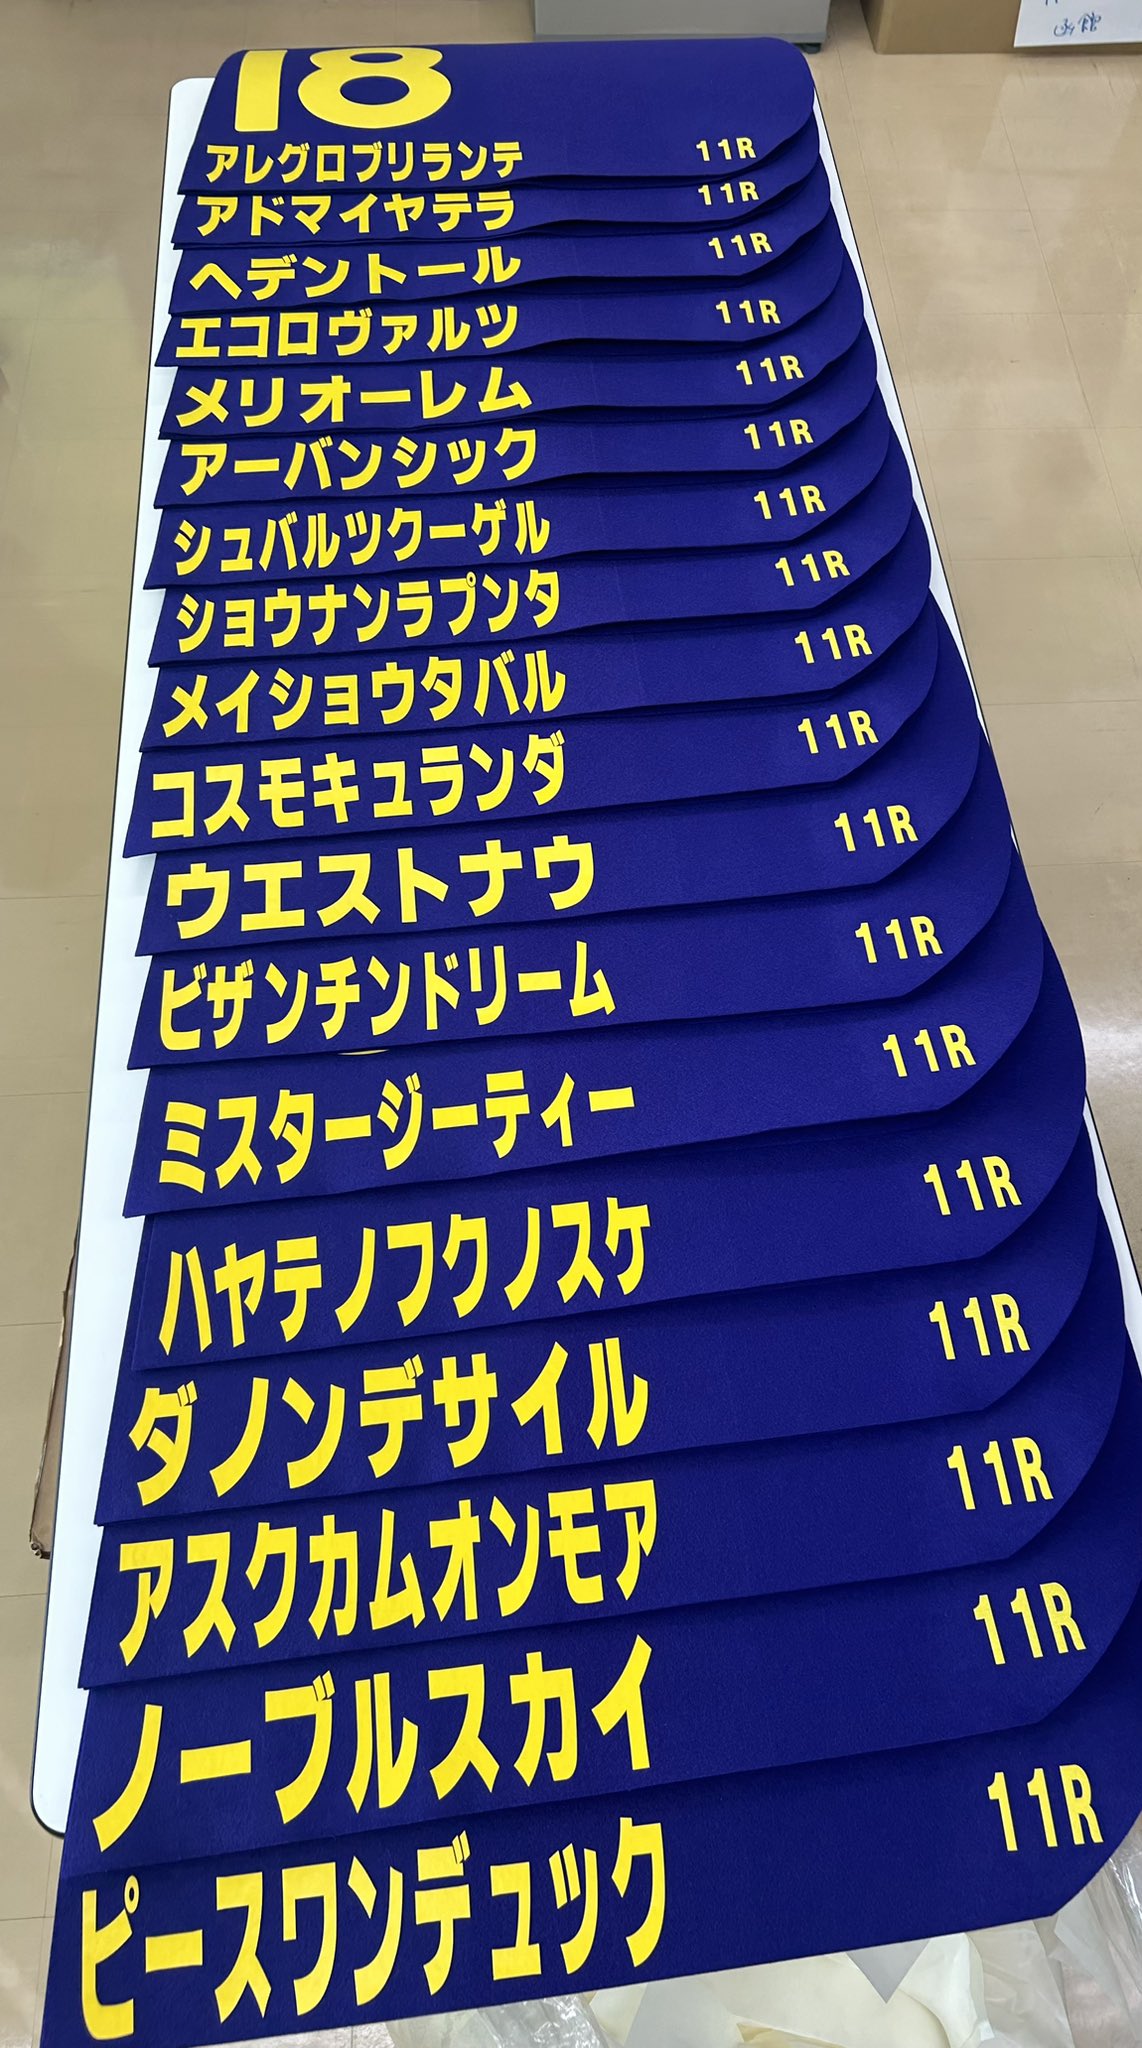 18
アレグロブリランテ 11R
アドマイヤテラ 11R
ヘデントール 11R
エコロヴァルツ 11R
メリオーレム 11R
アーバンシック 11R
シュバルツクーゲル 11R
ショウナンラプンタ 11R
メイショウタバル 11R
コスモキュランダ 11R
ウエストナウ 11R
ビザンチンドリーム 11R
ミスタージーティー 11R
ハヤテノフクノスケ 11R
ダノンデサイル 11R
アスクカムオンモア 11R
ノーブルスカイ 11R
ピースワンデュック 11R